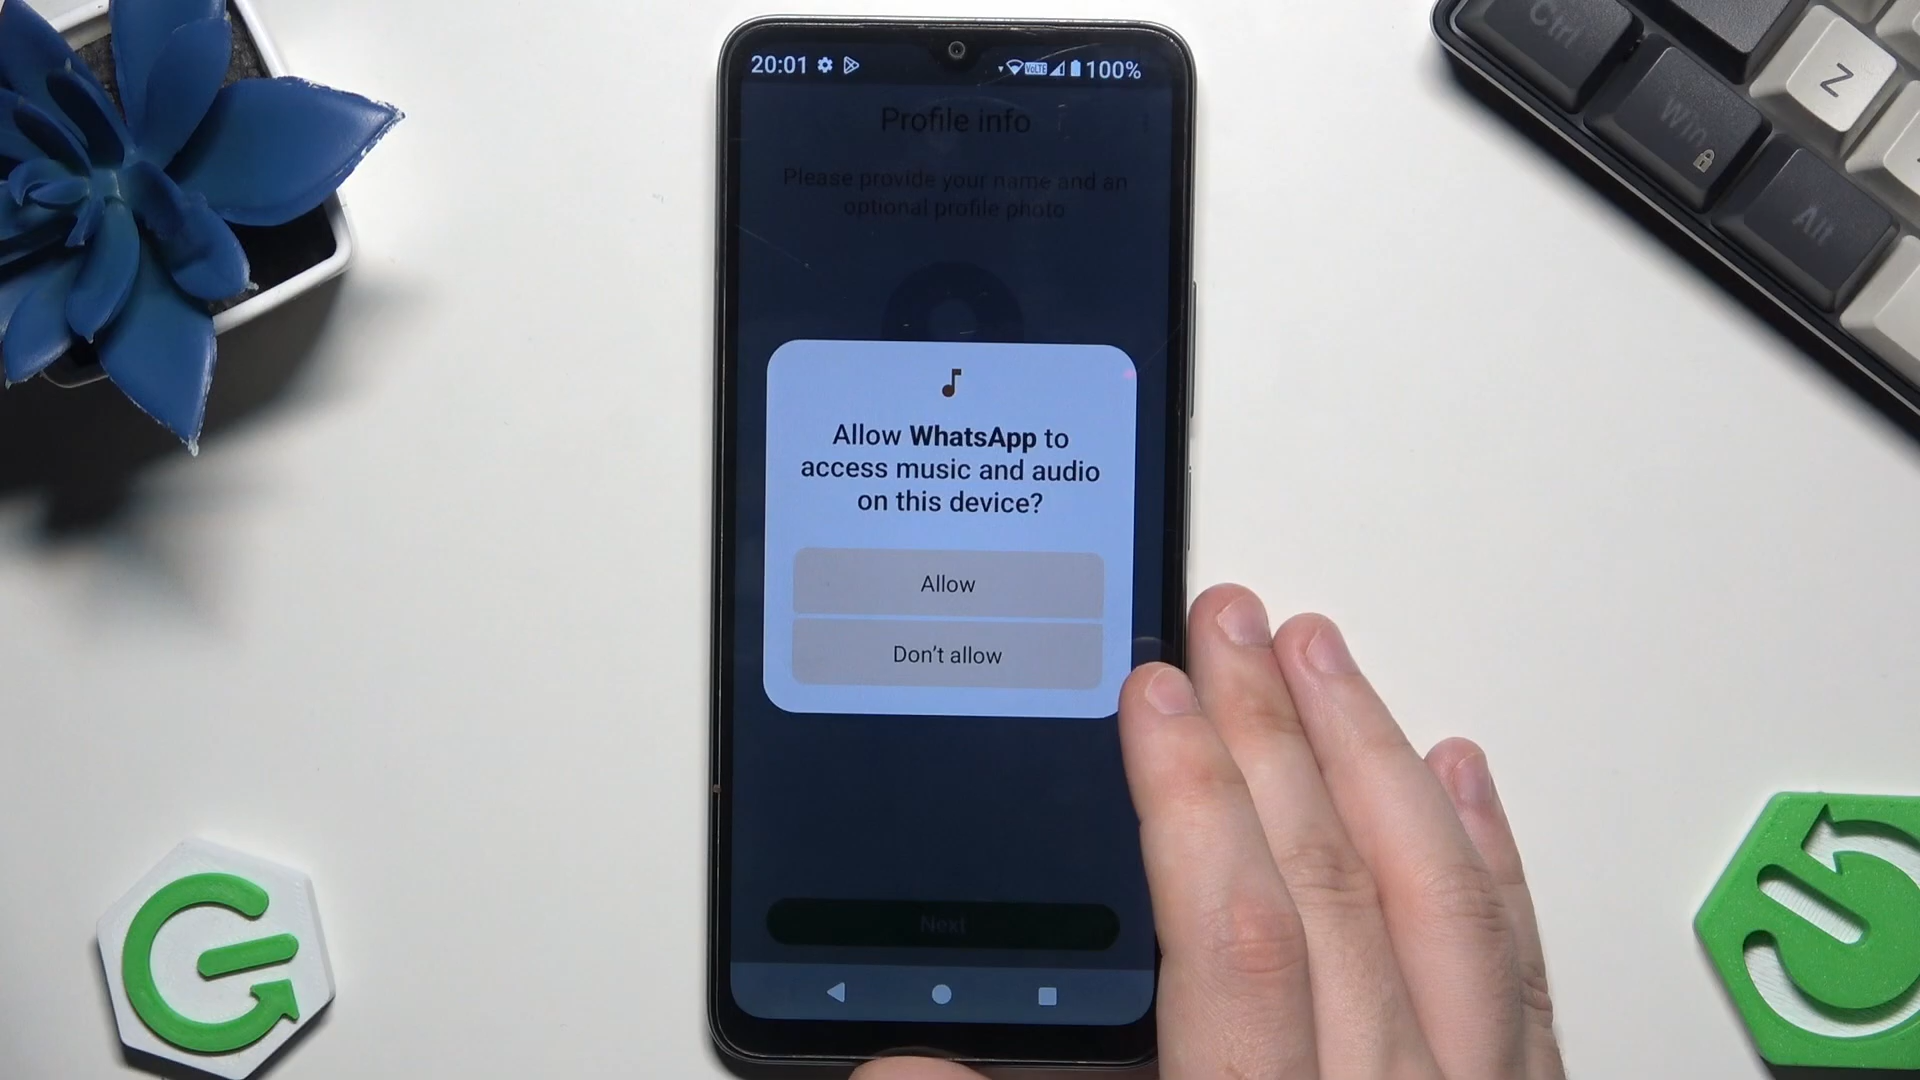 20:01
VoLTE
100%
Profile info
Please provide your name and an
optional profile photo
Allow WhatsApp to
access music and audio
on this device?
Allow
Don't allow
Next
Ctrl
Win
Alt
Z